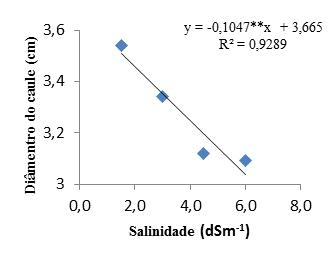 y = -0,1047**x + 3,665
R² = 0,9289
3,6
3,4
3,2
3
0,0 2,0 4,0 6,0 8,0
Diâmentro do caule (cm)
Salinidade (dSm-1)